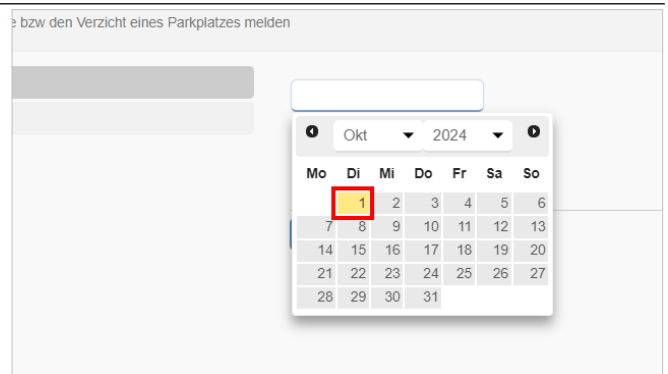 e bzw den Verzicht eines Parkplatzes melden
Okt 2024
Mo Di Mi Do Fr Sa So
1 2 3 4 5 6
7 8 9 10 11 12 13
14 15 16 17 18 19 20
21 22 23 24 25 26 27
28 29 30 31